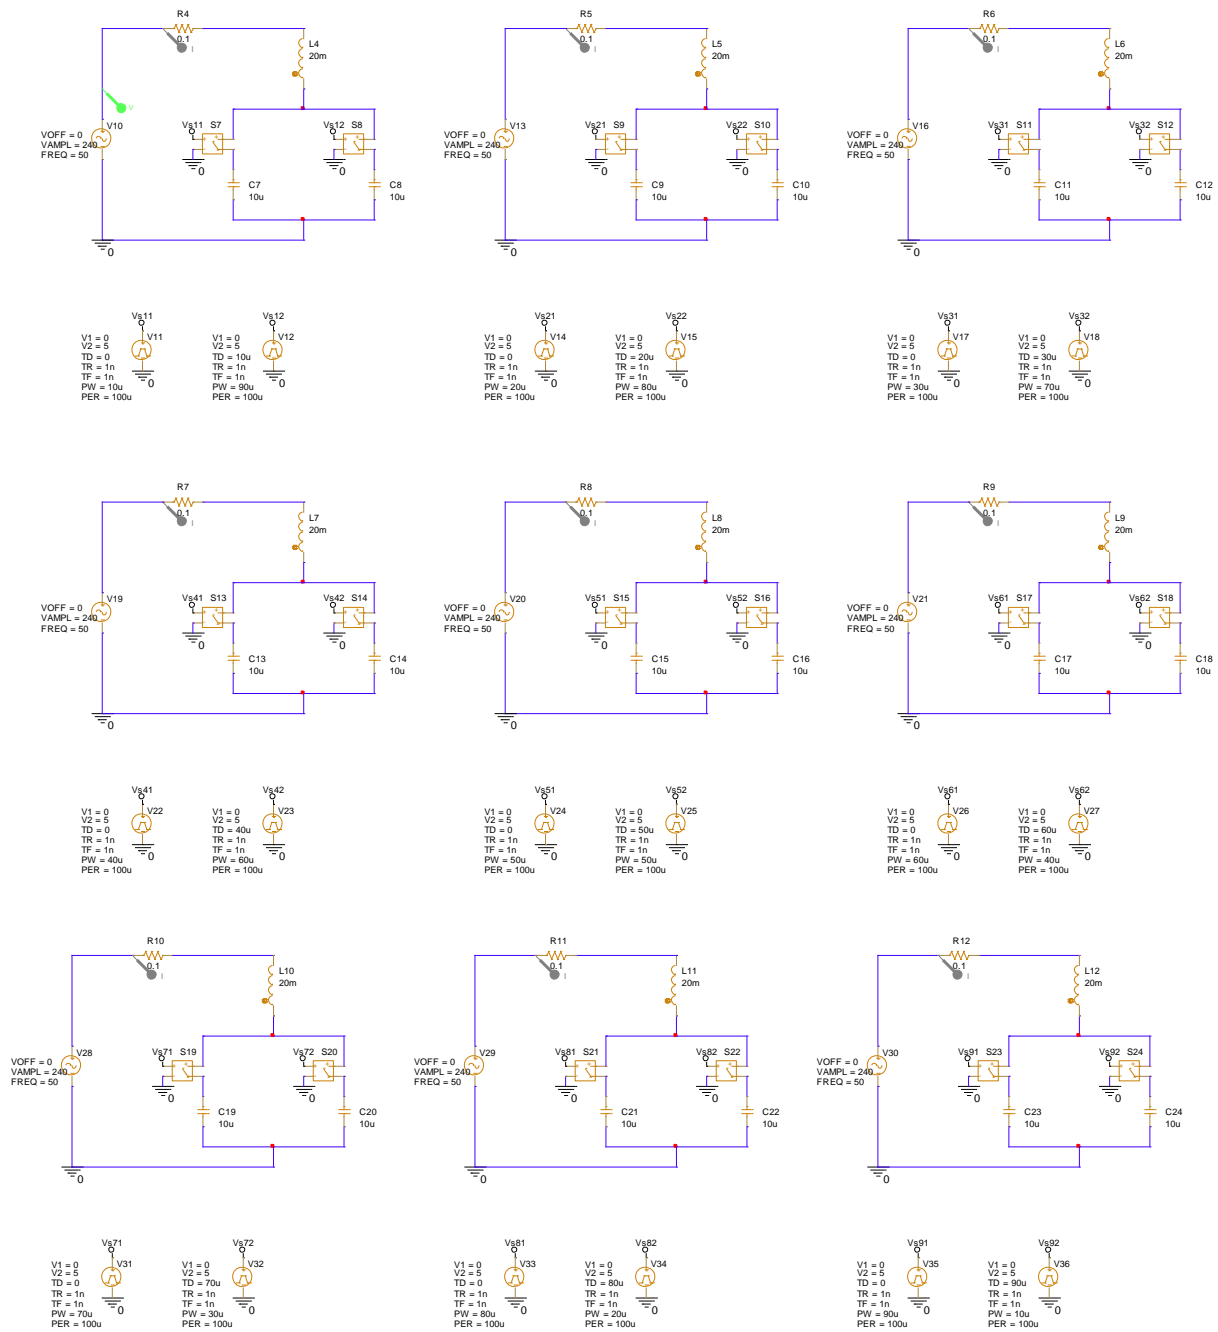 R4
0.1
I
L4
20m
V
V10
VOFF = 0
VAMPL = 240
FREQ = 50
Vs11
S7
0
Vs12
S8
0
C7
10u
C8
10u
0
R5
0.1
I
L5
20m
V13
VOFF = 0
VAMPL = 240
FREQ = 50
Vs21
S9
0
Vs22
S10
0
C9
10u
C10
10u
0
R6
0.1
I
L6
20m
V16
VOFF = 0
VAMPL = 240
FREQ = 50
Vs31
S11
0
Vs32
S12
0
C11
10u
C12
10u
0
Vs11
V11
V1 = 0
V2 = 5
TD = 0
TR = 1n
TF = 1n
PW = 10u
PER = 100u
0
Vs12
V12
V1 = 0
V2 = 5
TD = 10u
TR = 1n
TF = 1n
PW = 90u
PER = 100u
0
Vs21
V14
V1 = 0
V2 = 5
TD = 0
TR = 1n
TF = 1n
PW = 20u
PER = 100u
0
Vs22
V15
V1 = 0
V2 = 5
TD = 20u
TR = 1n
TF = 1n
PW = 80u
PER = 100u
0
Vs31
V17
V1 = 0
V2 = 5
TD = 0
TR = 1n
TF = 1n
PW = 30u
PER = 100u
0
Vs32
V18
V1 = 0
V2 = 5
TD = 30u
TR = 1n
TF = 1n
PW = 70u
PER = 100u
0
R7
0.1
I
L7
20m
V19
VOFF = 0
VAMPL = 240
FREQ = 50
Vs41
S13
0
Vs42
S14
0
C13
10u
C14
10u
0
R8
0.1
I
L8
20m
V20
VOFF = 0
VAMPL = 240
FREQ = 50
Vs51
S15
0
Vs52
S16
0
C15
10u
C16
10u
0
R9
0.1
I
L9
20m
V21
VOFF = 0
VAMPL = 240
FREQ = 50
Vs61
S17
0
Vs62
S18
0
C17
10u
C18
10u
0
Vs41
V22
V1 = 0
V2 = 5
TD = 0
TR = 1n
TF = 1n
PW = 40u
PER = 100u
0
Vs42
V23
V1 = 0
V2 = 5
TD = 40u
TR = 1n
TF = 1n
PW = 60u
PER = 100u
0
Vs51
V24
V1 = 0
V2 = 5
TD = 0
TR = 1n
TF = 1n
PW = 50u
PER = 100u
0
Vs52
V25
V1 = 0
V2 = 5
TD = 50u
TR = 1n
TF = 1n
PW = 50u
PER = 100u
0
Vs61
V26
V1 = 0
V2 = 5
TD = 0
TR = 1n
TF = 1n
PW = 60u
PER = 100u
0
Vs62
V27
V1 = 0
V2 = 5
TD = 60u
TR = 1n
TF = 1n
PW = 40u
PER = 100u
0
R10
0.1
I
L10
20m
V28
VOFF = 0
VAMPL = 240
FREQ = 50
Vs71
S19
0
Vs72
S20
0
C19
10u
C20
10u
0
R11
0.1
I
L11
20m
V29
VOFF = 0
VAMPL = 240
FREQ = 50
Vs81
S21
0
Vs82
S22
0
C21
10u
C22
10u
0
R12
0.1
I
L12
20m
V30
VOFF = 0
VAMPL = 240
FREQ = 50
Vs91
S23
0
Vs92
S24
0
C23
10u
C24
10u
0
Vs71
V31
V1 = 0
V2 = 5
TD = 0
TR = 1n
TF = 1n
PW = 70u
PER = 100u
0
Vs72
V32
V1 = 0
V2 = 5
TD = 70u
TR = 1n
TF = 1n
PW = 30u
PER = 100u
0
Vs81
V33
V1 = 0
V2 = 5
TD = 0
TR = 1n
TF = 1n
PW = 80u
PER = 100u
0
Vs82
V34
V1 = 0
V2 = 5
TD = 80u
TR = 1n
TF = 1n
PW = 20u
PER = 100u
0
Vs91
V35
V1 = 0
V2 = 5
TD = 0
TR = 1n
TF = 1n
PW = 90u
PER = 100u
0
Vs92
V36
V1 = 0
V2 = 5
TD = 90u
TR = 1n
TF = 1n
PW = 10u
PER = 100u
0